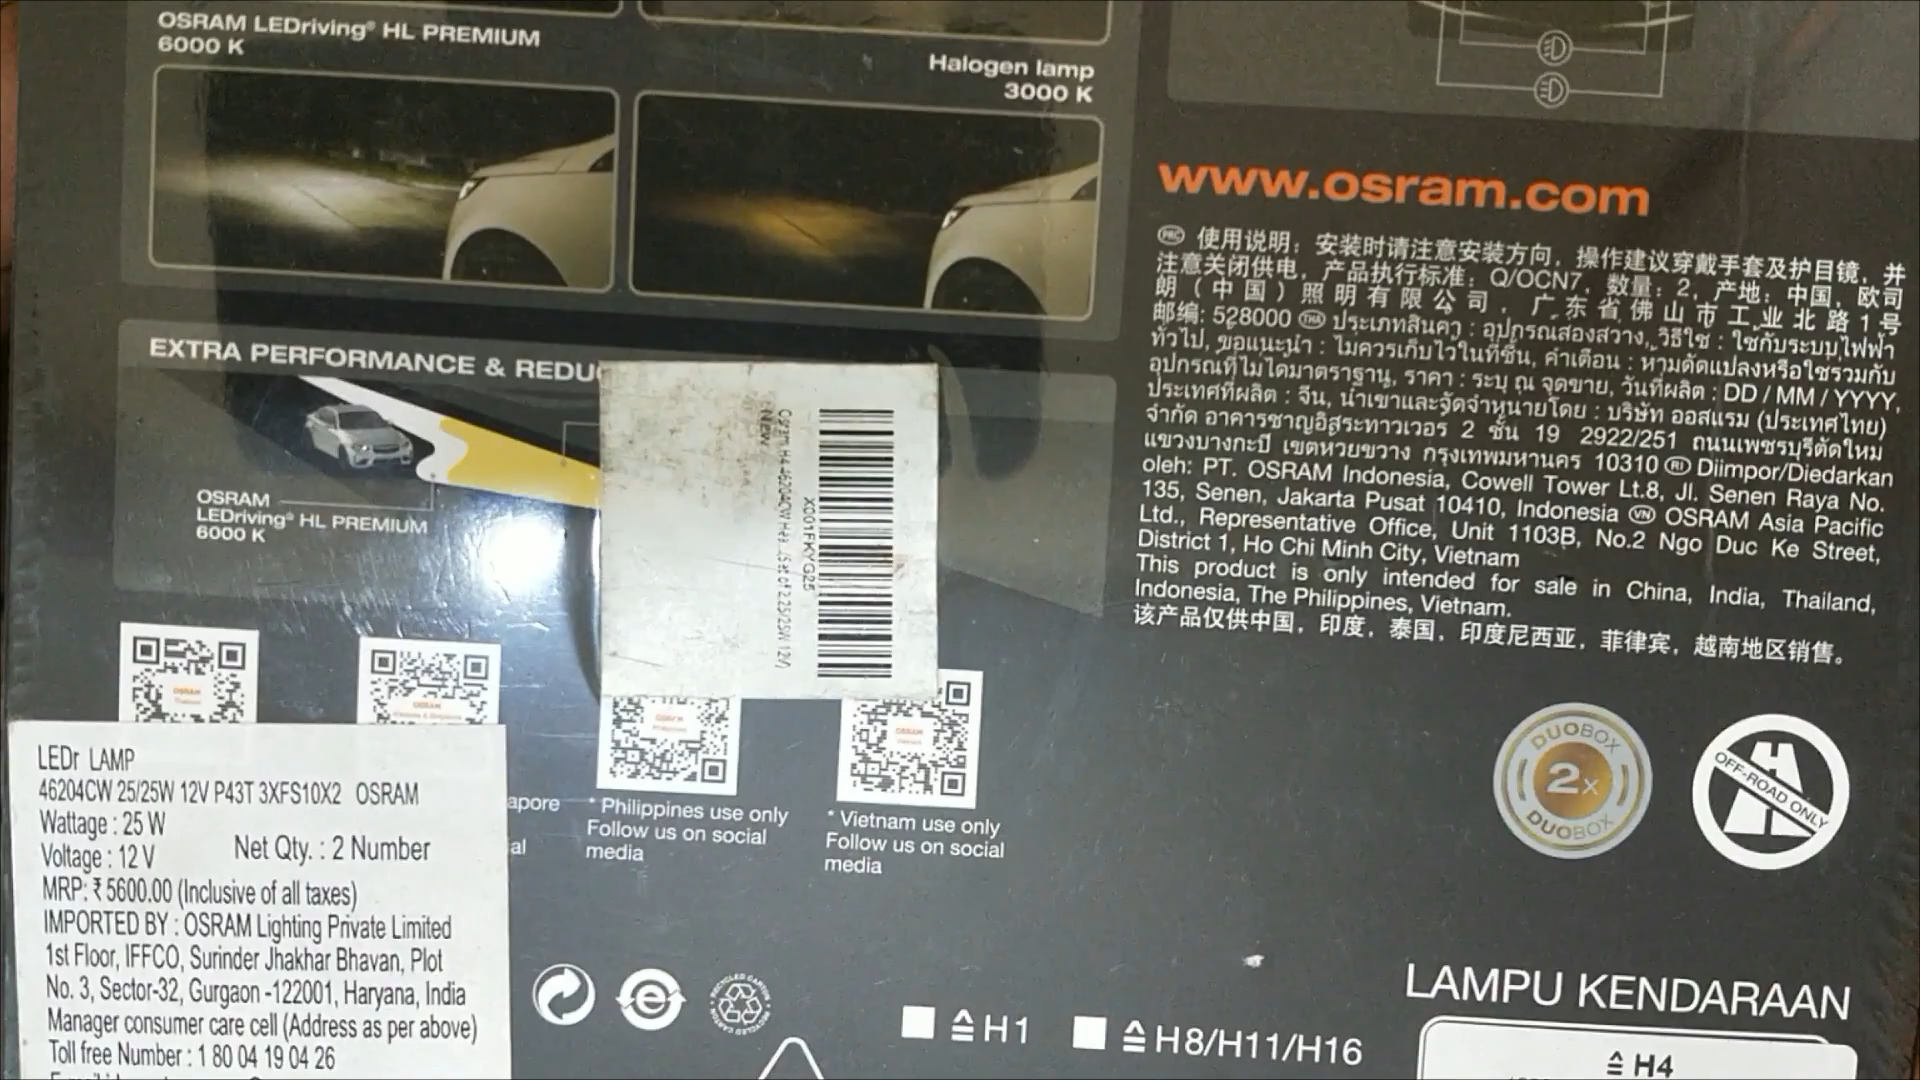 OSRAM LEDriving® HL PREMIUM
6000 K
Halogen lamp
3000 K
EXTRA PERFORMANCE & REDU
OSRAM
LEDriving® HL PREMIUM
6000 K
New
X001FKYG25
www.osram.com
PRC 使用说明：安装时请注意安装方向，操作建议穿戴手套及护目镜，并
注意关闭供电，产品执行标准：Q/OCN7，数量：2，产地：中国，欧司
朗（中国）照明有限公司，广东省佛山市工业北路1号
邮编: 528000 THA ประเภทสินค้า : อุปกรณ์ส่องสว่าง, วิธีใช้ : ใช้กับระบบไฟฟ้า
ทั่วไป, ขอแนะนำ : ไม่ควรเก็บไว้ในที่ชื้น, คำเตือน : ห้ามดัดแปลงหรือใช้ร่วมกับ
อุปกรณ์ที่ไม่ได้มาตราฐาน, ราคา : ระบุ ณ จุดขาย, วันที่ผลิต : DD / MM / YYYY,
ประเทศที่ผลิต : จีน, นำเข้าและจัดจำหน่ายโดย : บริษัท ออสแรม (ประเทศไทย)
จำกัด อาคารชาญอิสระทาวเวอร์ 2 ชั้น 19 2922/251 ถนนเพชรบุรีตัดใหม่
แขวงบางกะปิ เขตห้วยขวาง กรุงเทพมหานคร 10310 RI Diimpor/Diedarkan
oleh: PT. OSRAM Indonesia, Cowell Tower Lt.8, Jl. Senen Raya No.
135, Senen, Jakarta Pusat 10410, Indonesia VN OSRAM Asia Pacific
Ltd., Representative Office, Unit 1103B, No.2 Ngo Duc Ke Street,
District 1, Ho Chi Minh City, Vietnam
This product is only intended for sale in China, India, Thailand,
Indonesia, The Philippines, Vietnam.
该产品仅供中国，印度，泰国，印度尼西亚，菲律宾，越南地区销售。
OSRAM
OSRAM
OSRAM
OSRAM
apore
al
* Philippines use only
Follow us on social
media
* Vietnam use only
Follow us on social
media
DUOBOX
2x
DUOBOX
OFF-ROAD ONLY
LEDr LAMP
46204CW 25/25W 12V P43T 3XFS10X2 OSRAM
Wattage : 25 W
Voltage : 12 V
Net Qty. : 2 Number
MRP: ₹ 5600.00 (Inclusive of all taxes)
IMPORTED BY : OSRAM Lighting Private Limited
1st Floor, IFFCO, Surinder Jhakhar Bhavan, Plot
No. 3, Sector-32, Gurgaon -122001, Haryana, India
Manager consumer care cell (Address as per above)
Toll free Number : 1 80 04 19 04 26
RECYCLED CARTON
≙ H1
≙ H8/H11/H16
LAMPU KENDARAAN
≙ H4